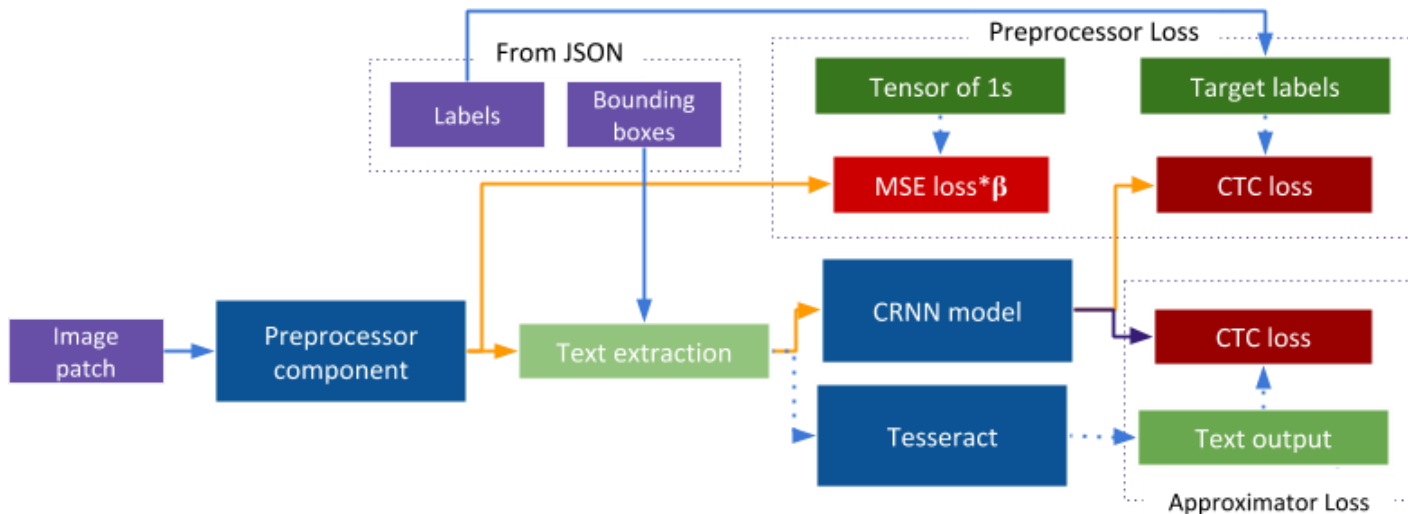 Preprocessor Loss
From JSON
Labels
Bounding
boxes
Tensor of 1s
Target labels
MSE loss*β
CTC loss
Image
patch
Preprocessor
component
Text extraction
CRNN model
CTC loss
Tesseract
Text output
Approximator Loss